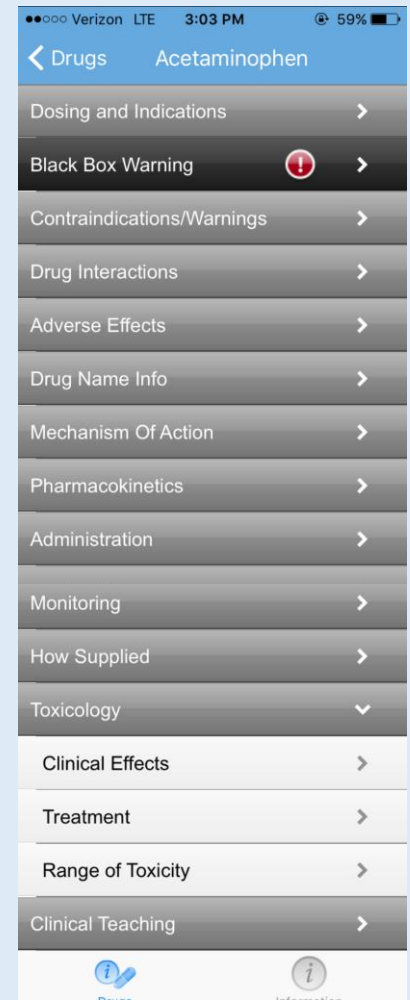 Verizon LTE 3:03 PM 59%
Drugs Acetaminophen
Dosing and Indications
Black Box Warning
Contraindications/Warnings
Drug Interactions
Adverse Effects
Drug Name Info
Mechanism Of Action
Pharmacokinetics
Administration
Monitoring
How Supplied
Toxicology
Clinical Effects
Treatment
Range of Toxicity
Clinical Teaching
Drugs Information